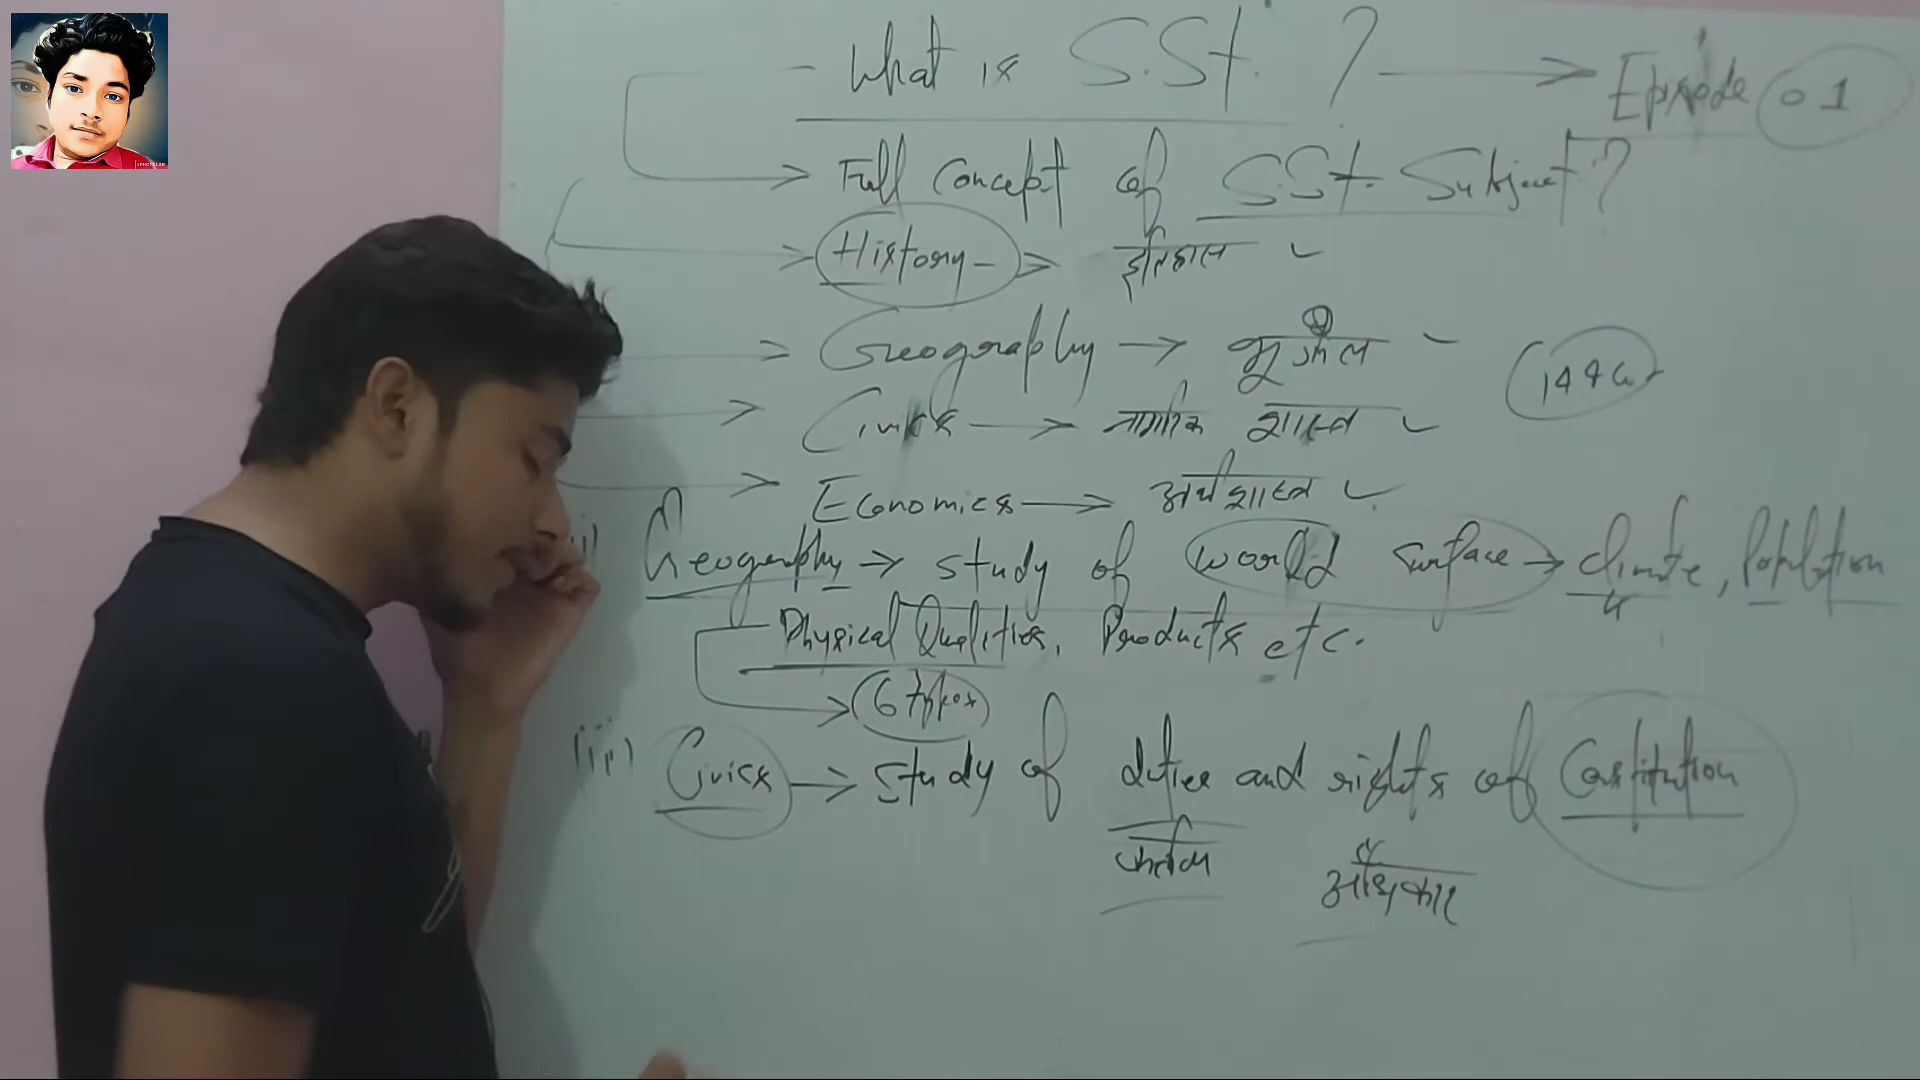 What is S.St. ? → Episode 01
→ Full Concept of S.St. Subject ?
→ History → इतिहास
→ Geography → भूगोल
→ Civics → नागरिक शास्त्र
→ Economics → अर्थशास्त्र
ii) Geography → study of world surface → climate, Population
Physical Qualities, Products etc.
→ 6 types
iii) Civics → study of duties and rights of Constitution
कर्तव्य अधिकार